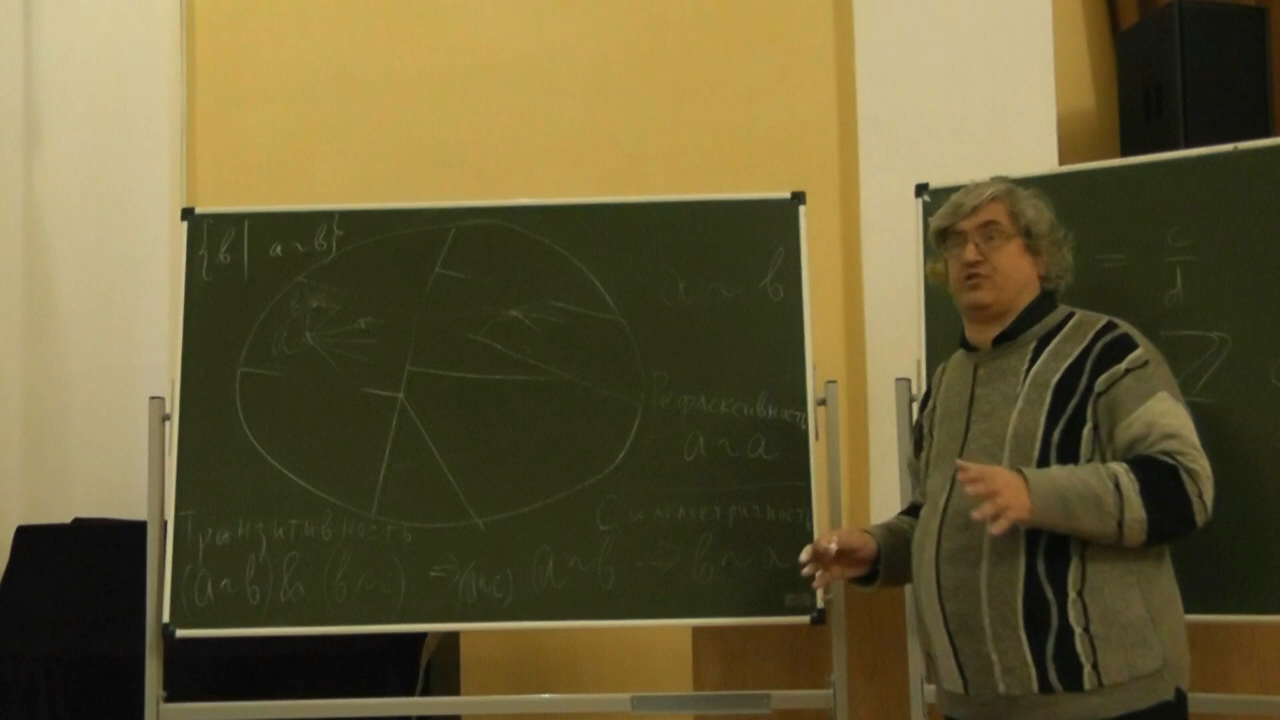 {в | a ~ в}
a ~ в
a
Рефлексивность
a ~ a
Симметричность
a ~ в → в ~ a
Транзитивность
(a ~ в) & (в ~ c) ⇒ (a ~ c)
= c/d